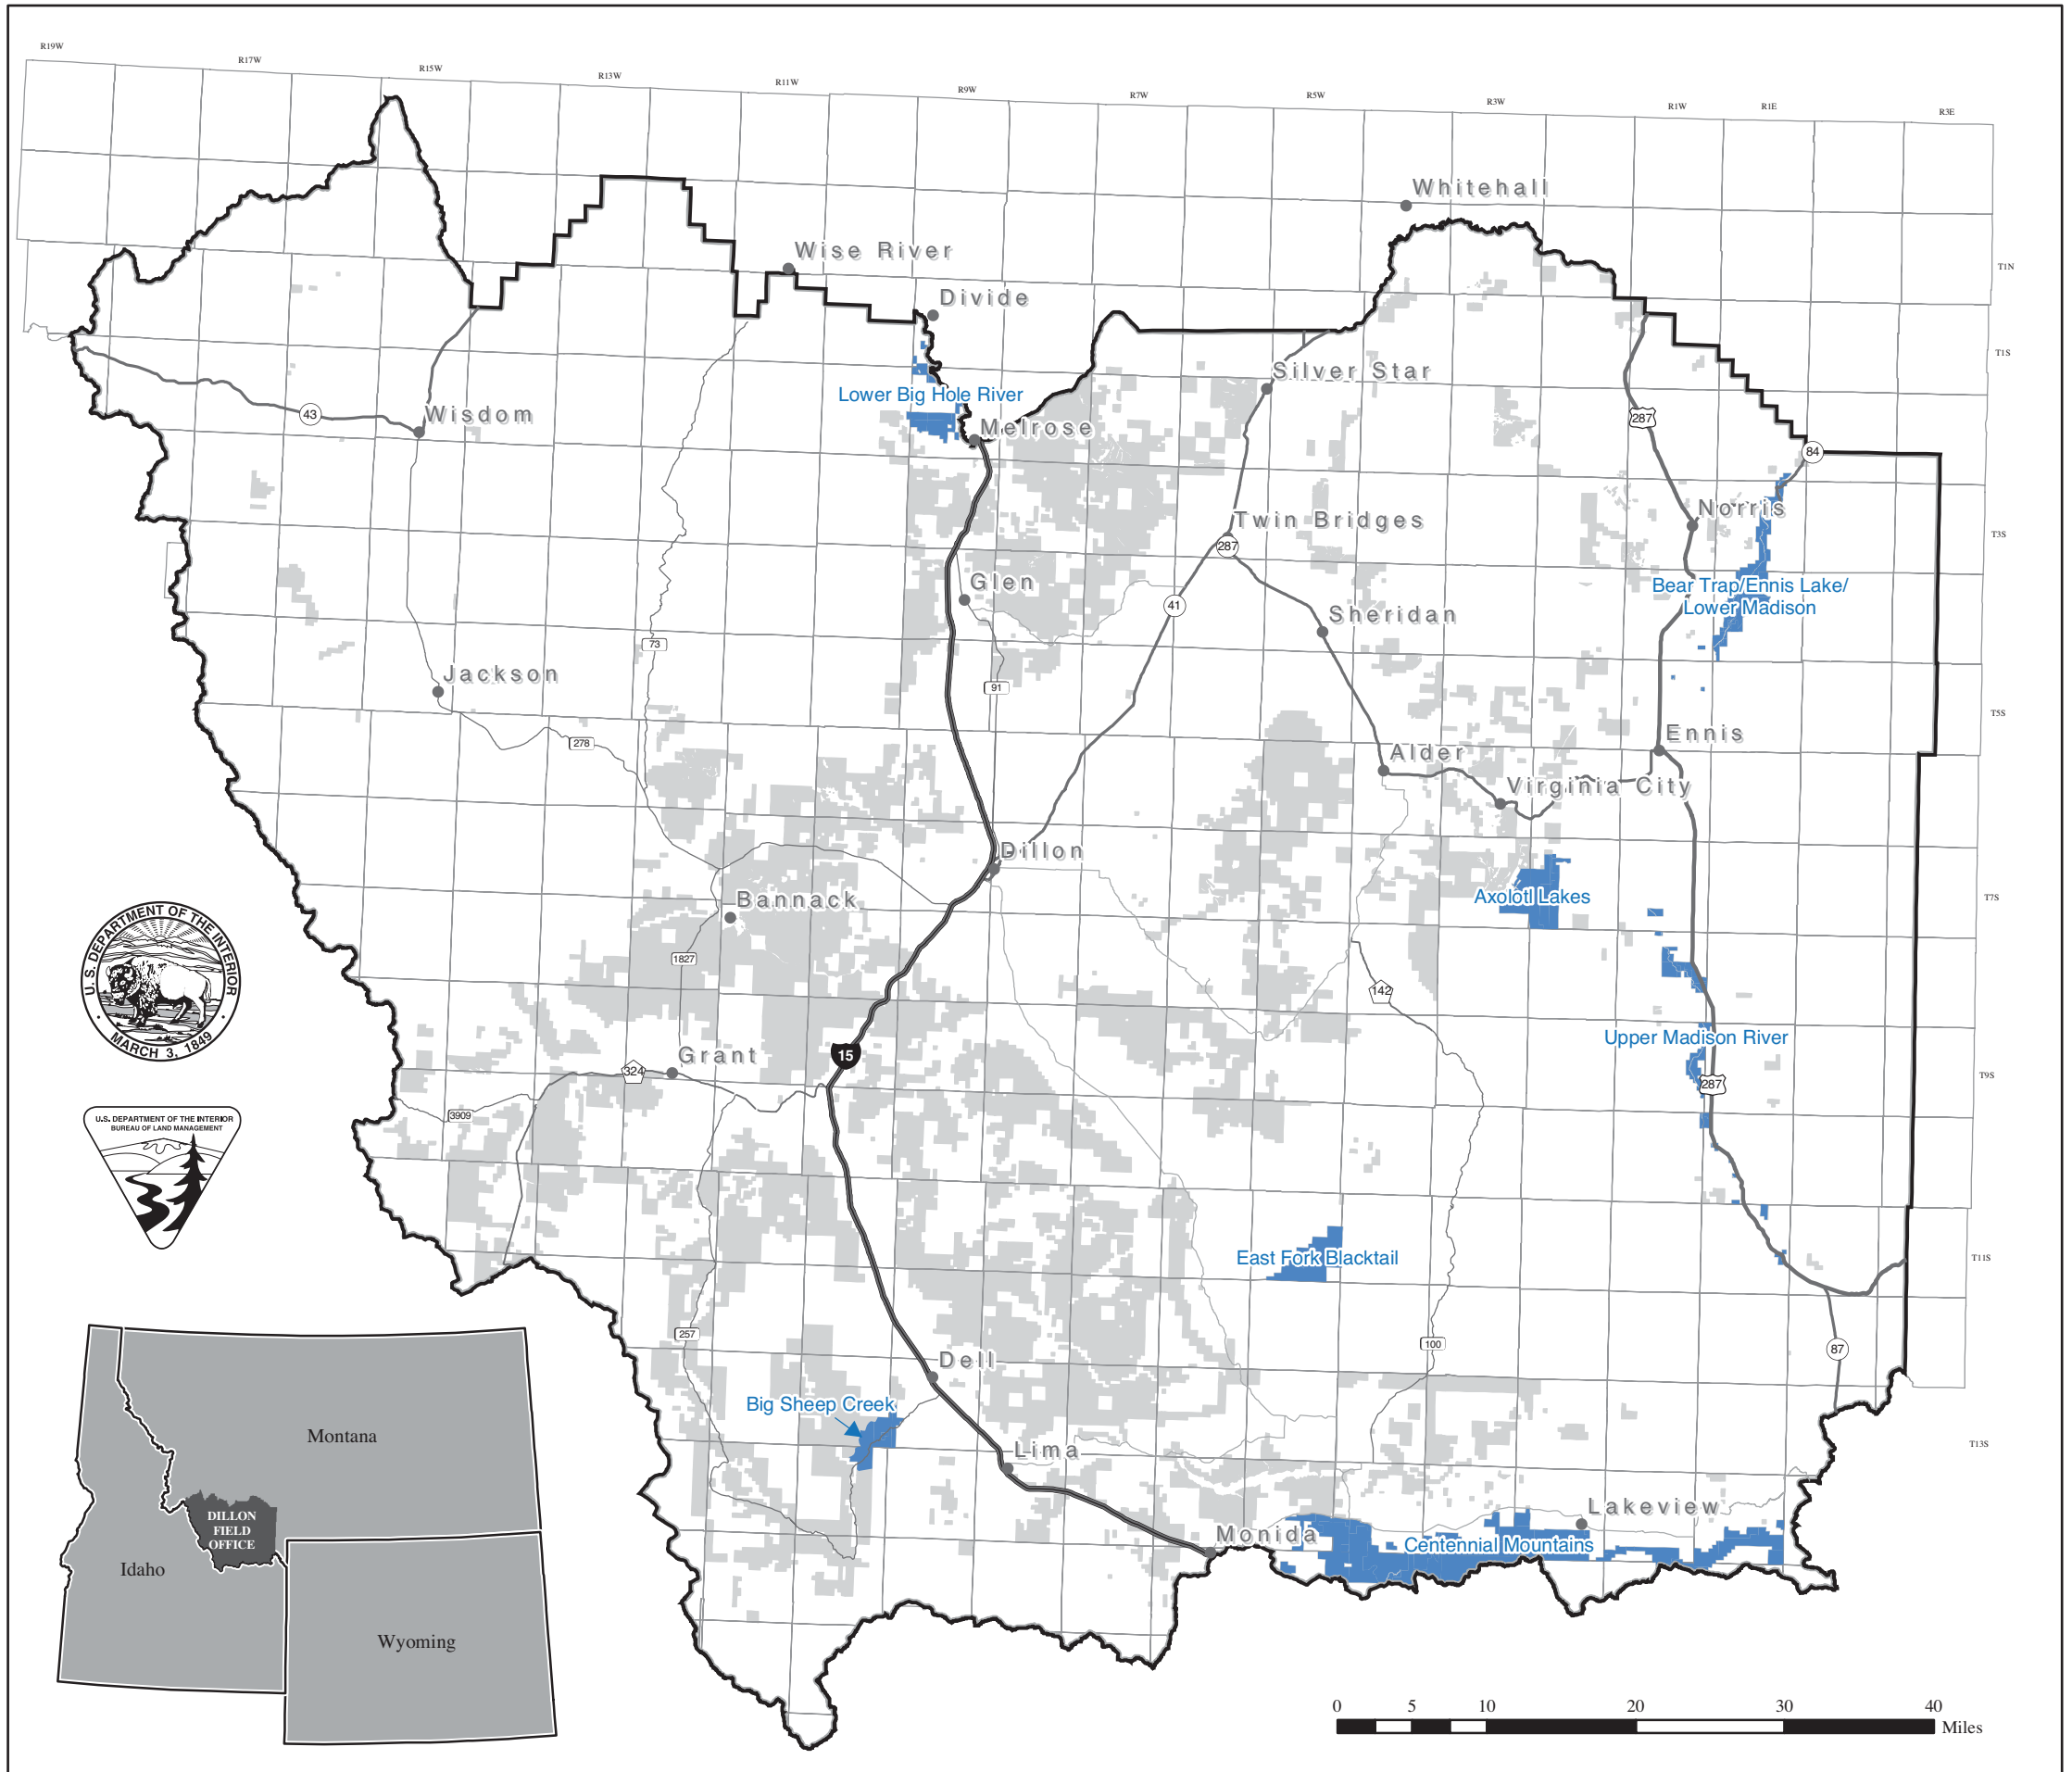 R19W
R17W
R15W
R13W
R11W
R9W
R7W
R5W
R3W
R1W
R1E
R3E
Whitehall
Wise River
Divide
T1N
T1S
Silver Star
Lower Big Hole River
43
Wisdom
Melrose
287
84
Norris
Twin Bridges
287
T3S
Glen
Bear Trap/Ennis Lake/
Lower Madison
41
Sheridan
73
Jackson
91
T5S
278
Ennis
Alder
Virginia City
Dillon
Bannack
Axolotl Lakes
T7S
U. S. DEPARTMENT OF THE INTERIOR
MARCH 3, 1849
1827
142
Upper Madison River
15
Grant
324
T9S
287
3909
U.S. DEPARTMENT OF THE INTERIOR
BUREAU OF LAND MANAGEMENT
East Fork Blacktail
T11S
257
100
87
Dell
Big Sheep Creek
Montana
Lima
T13S
Lakeview
DILLON
FIELD
OFFICE
Monida
Centennial Mountains
Idaho
Wyoming
0 5 10 20 30 40
Miles